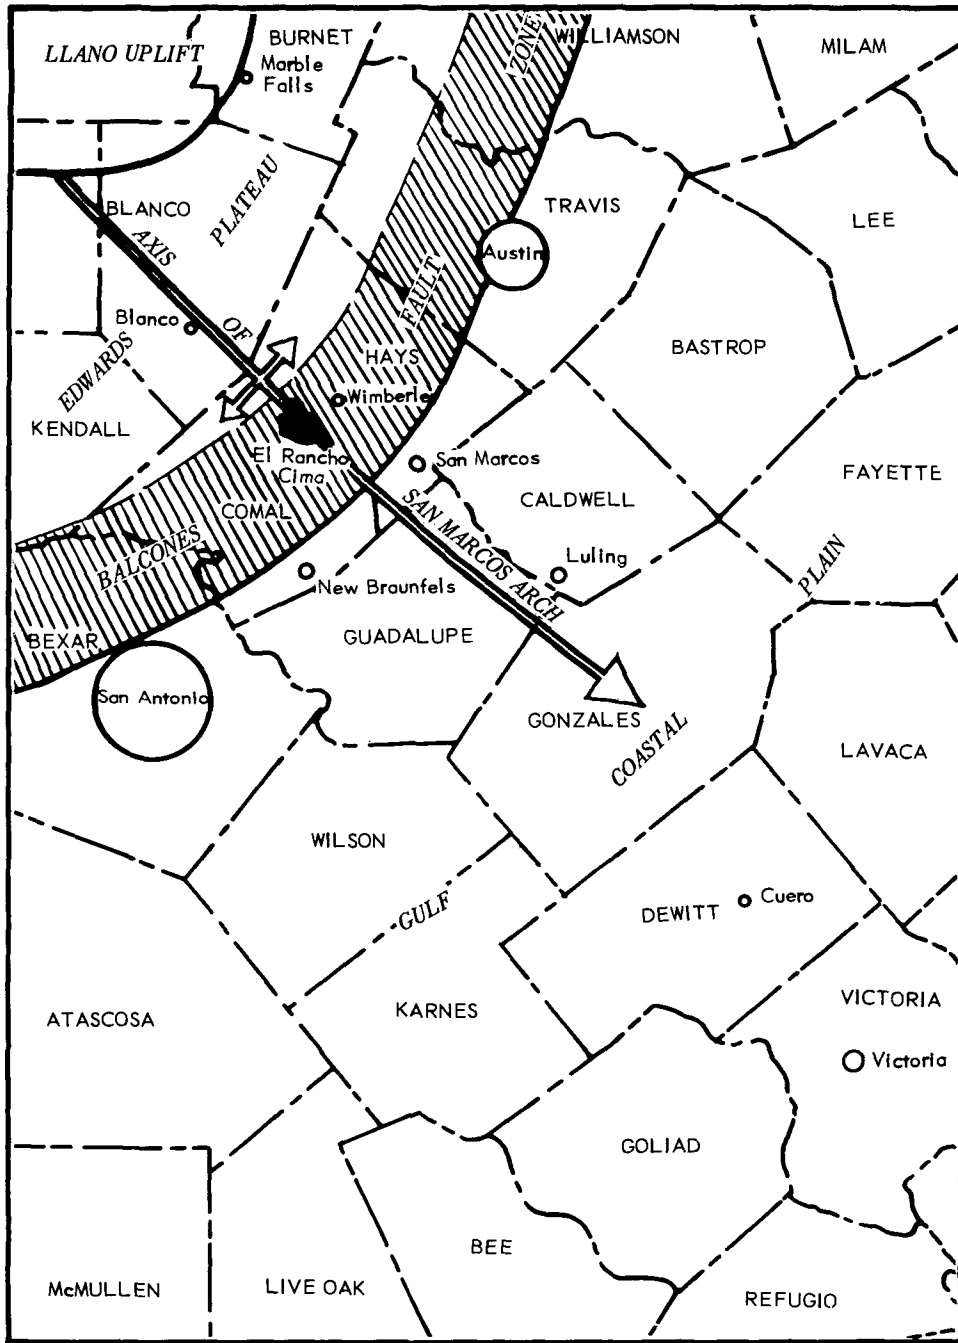 LLANO UPLIFT
BURNET
Marble
Falls
ZONE
WILLIAMSON
MILAM
BLANCO
PLATEAU
TRAVIS
LEE
AXIS
Austin
Blanco
OF
FAULT
HAYS
BASTROP
EDWARDS
Wimberle
KENDALL
El Rancho
Cima
San Marcos
FAYETTE
COMAL
CALDWELL
SAN MARCOS ARCH
BALCONES
Luling
PLAIN
New Braunfels
BEXAR
GUADALUPE
San Antonio
GONZALES
COASTAL
LAVACA
WILSON
GULF
DEWITT
Cuero
ATASCOSA
KARNES
VICTORIA
Victoria
GOLIAD
BEE
McMULLEN
LIVE OAK
REFUGIO